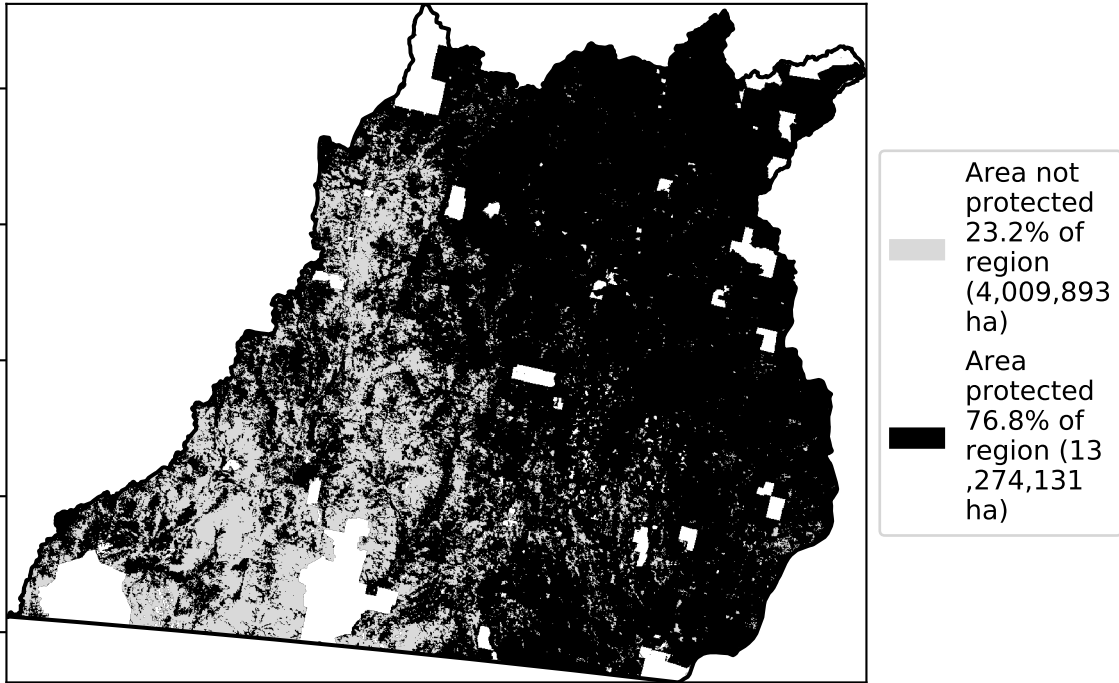 Area not
protected
23.2% of
region
(4,009,893
ha)
Area
protected
76.8% of
region (13
,274,131
ha)